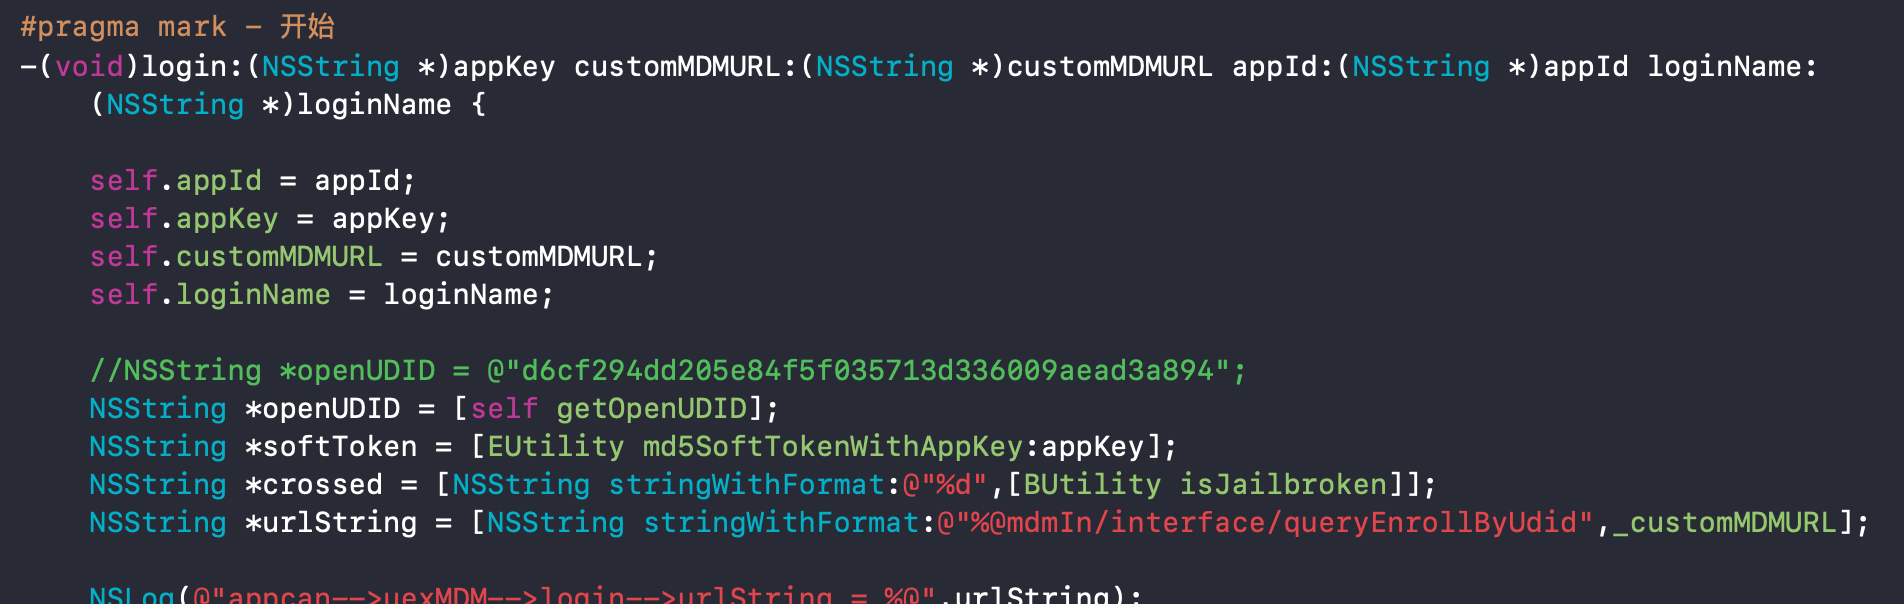 #pragma mark - 开始
-(void)login:(NSString *)appKey customMDMURL:(NSString *)customMDMURL appId:(NSString *)appId loginName:
(NSString *)loginName {
self.appId = appId;
self.appKey = appKey;
self.customMDMURL = customMDMURL;
self.loginName = loginName;
//NSString *openUDID = @"d6cf294dd205e84f5f035713d336009aead3a894";
NSString *openUDID = [self getOpenUDID];
NSString *softToken = [EUtility md5SoftTokenWithAppKey:appKey];
NSString *crossed = [NSString stringWithFormat:@"%d",[BUtility isJailbroken]];
NSString *urlString = [NSString stringWithFormat:@"%@mdmIn/interface/queryEnrollByUdid",_customMDMURL];
NSLog(@"appcan-->uexMDM-->login-->urlString = %@",urlString);